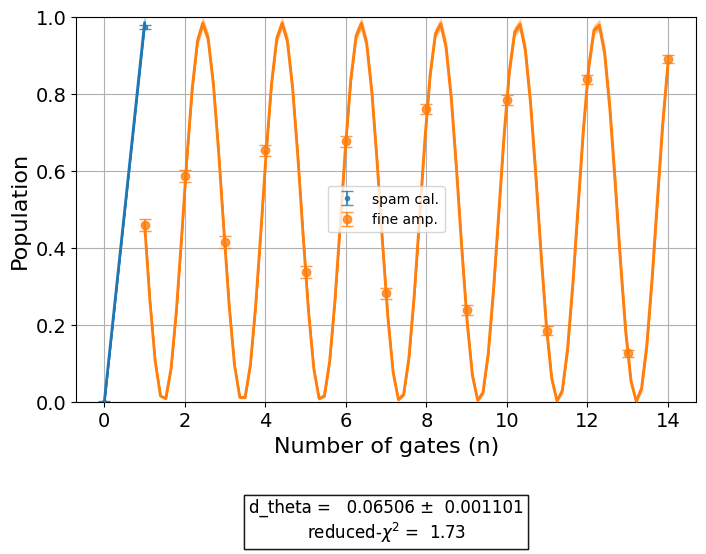 1.0
0.8
0.6
0.4
0.2
0.0
Population
spam cal.
fine amp.
0 2 4 6 8 10 12 14
Number of gates (n)
d_theta = 0.06506 ± 0.001101
reduced-χ² = 1.73